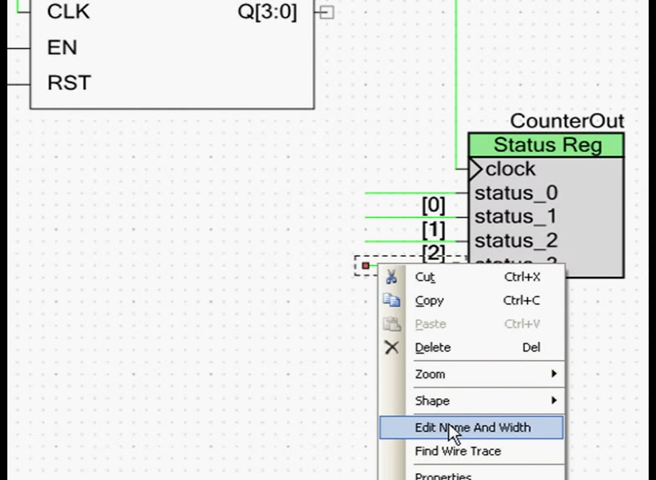 CLK
Q[3:0]
EN
RST
CounterOut
Status Reg
clock
status_0
[0]
status_1
[1]
status_2
[2]
Cut Ctrl+X
Copy Ctrl+C
Paste Ctrl+V
Delete Del
Zoom
Shape
Edit Name And Width
Find Wire Trace
Properties